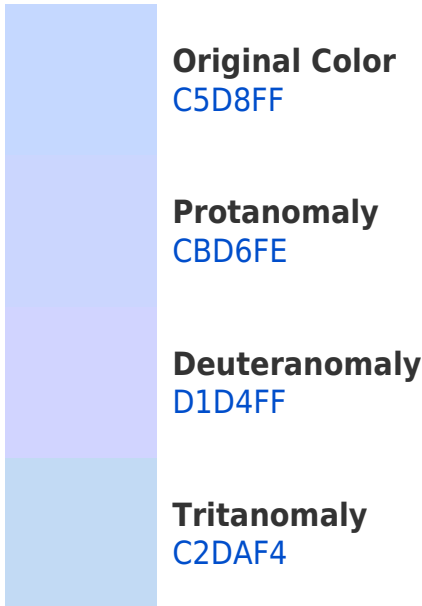 Original Color
C5D8FF
Protanomaly
CBD6FE
Deuteranomaly
D1D4FF
Tritanomaly
C2DAF4